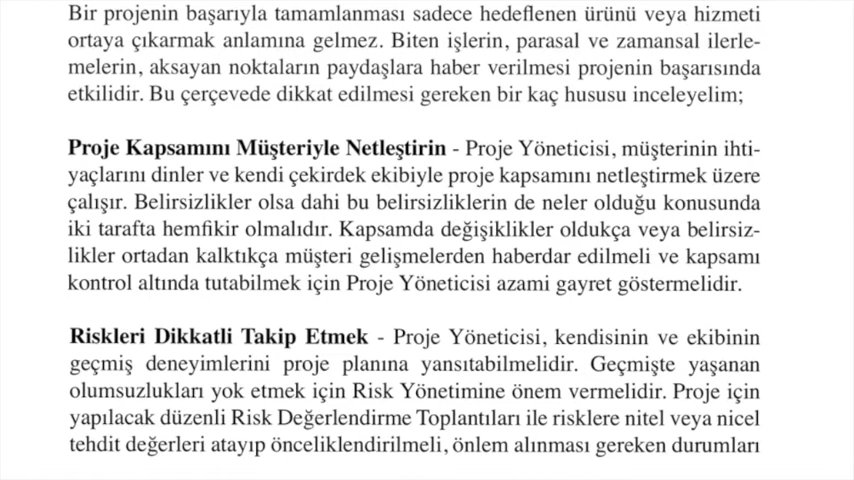 Bir projenin başarıyla tamamlanması sadece hedeflenen ürünü veya hizmeti
ortaya çıkarmak anlamına gelmez. Biten işlerin, parasal ve zamansal ilerle-
melerin, aksayan noktaların paydaşlara haber verilmesi projenin başarısında
etkilidir. Bu çerçevede dikkat edilmesi gereken bir kaç hususu inceleyelim;
Proje Kapsamını Müşteriyle Netleştirin - Proje Yöneticisi, müşterinin ihti-
yaçlarını dinler ve kendi çekirdek ekibiyle proje kapsamını netleştirmek üzere
çalışır. Belirsizlikler olsa dahi bu belirsizliklerin de neler olduğu konusunda
iki tarafta hemfikir olmalıdır. Kapsamda değişiklikler oldukça veya belirsiz-
likler ortadan kalktıkça müşteri gelişmelerden haberdar edilmeli ve kapsamı
kontrol altında tutabilmek için Proje Yöneticisi azami gayret göstermelidir.
Riskleri Dikkatli Takip Etmek - Proje Yöneticisi, kendisinin ve ekibinin
geçmiş deneyimlerini proje planına yansıtabilmelidir. Geçmişte yaşanan
olumsuzlukları yok etmek için Risk Yönetimine önem vermelidir. Proje için
yapılacak düzenli Risk Değerlendirme Toplantıları ile risklere nitel veya nicel
tehdit değerleri atayıp önceliklendirilmeli, önlem alınması gereken durumları